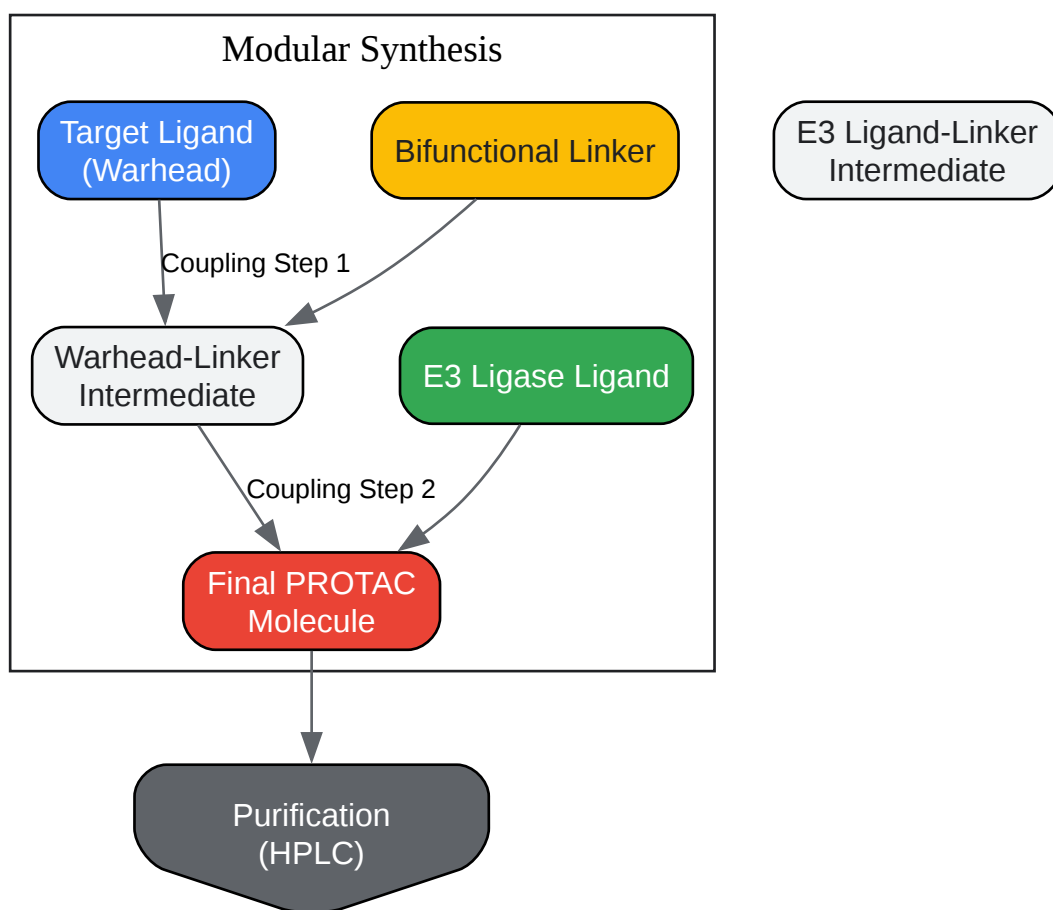 Modular Synthesis
Target Ligand
(Warhead)
Bifunctional Linker
E3 Ligand-Linker
Intermediate
Coupling Step 1
Warhead-Linker
Intermediate
E3 Ligase Ligand
Coupling Step 2
Final PROTAC
Molecule
Purification
(HPLC)